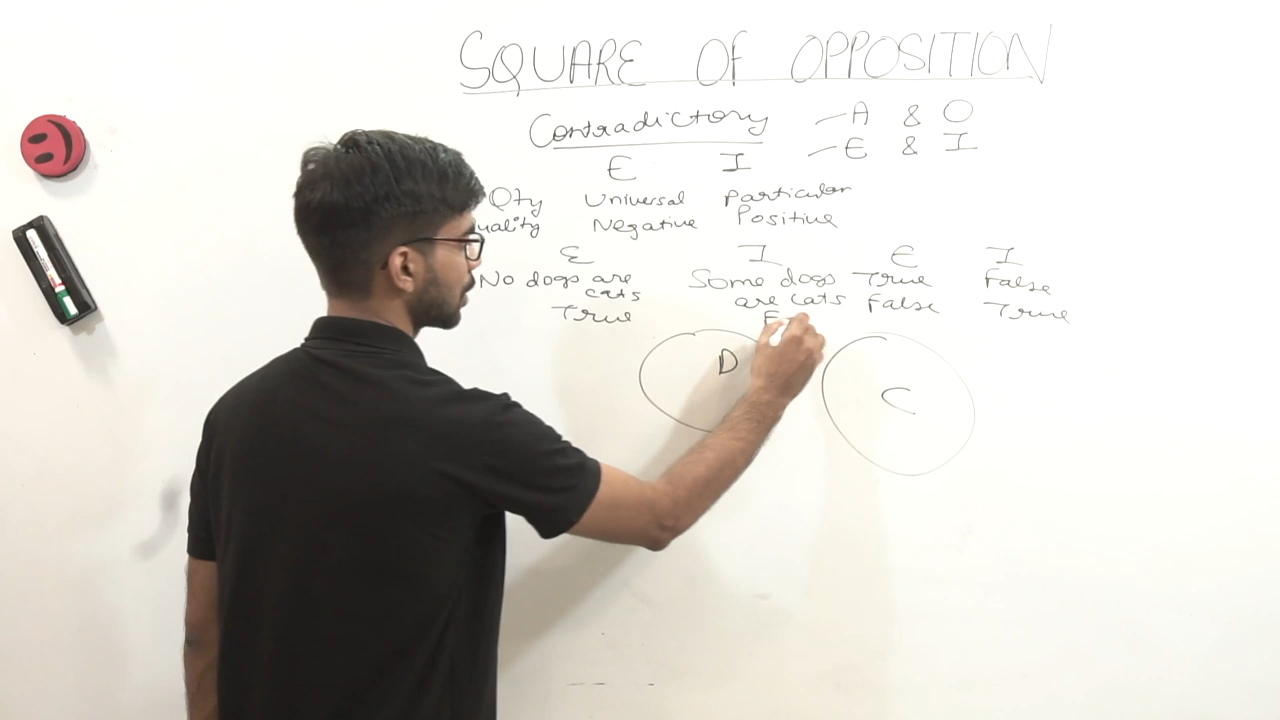 SQUARE OF OPPOSITION
Contradictory – A & O
– E & I
E I
Qty Universal Particular
uality Negative Positive
E I E I
No dogs are cats Some dogs are cats True False
True F False True
D C